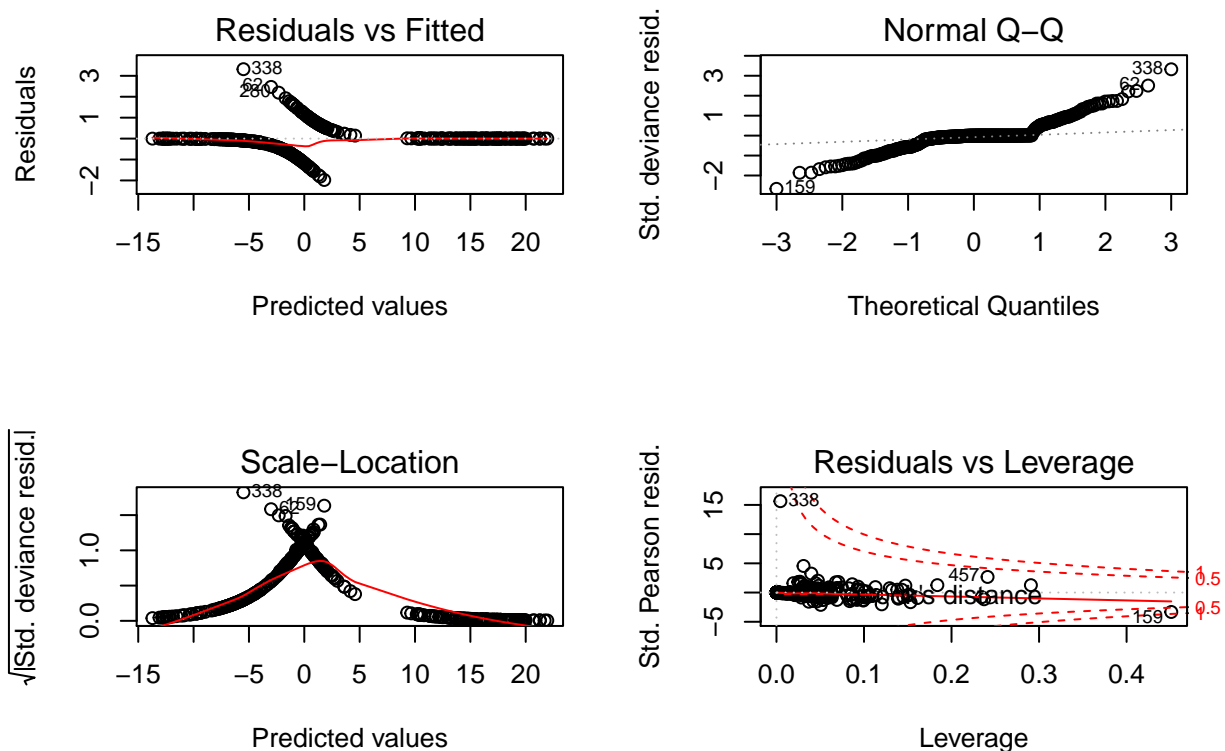 Residuals vs Fitted
Residuals
3
1
−2
338
62
280
−15 −5 0 5 10 15 20
Predicted values
Normal Q−Q
Std. deviance resid.
3
1
−2
338
62
159
−3 −2 −1 0 1 2 3
Theoretical Quantiles
Scale−Location
√|Std. deviance resid.|
1.0
0.0
338
62
159
−15 −5 0 5 10 15 20
Predicted values
Residuals vs Leverage
Std. Pearson resid.
15
5
−5
338
457
159
distance
1
0.5
0.5
1
0.0 0.1 0.2 0.3 0.4
Leverage